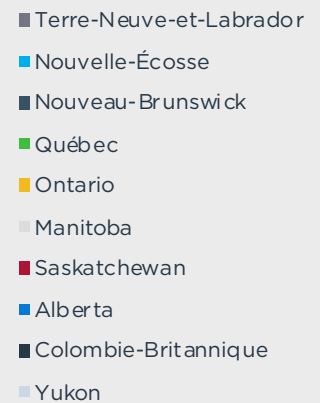 Terre-Neuve-et-Labrador
Nouvelle-Écosse
Nouveau-Brunswick
Québec
Ontario
Manitoba
Saskatchewan
Alberta
Colombie-Britannique
Yukon